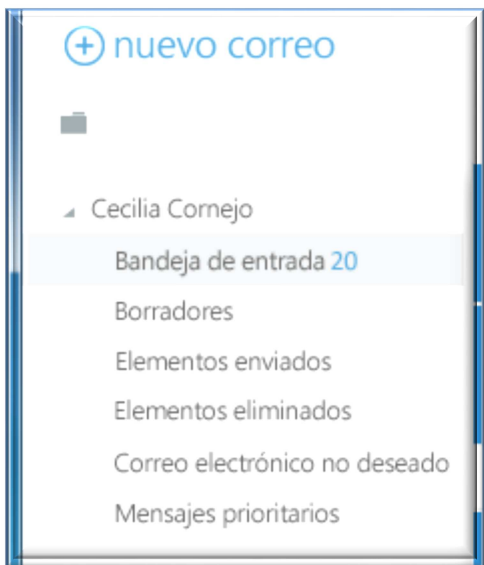 nuevo correo
Cecilia Cornejo
Bandeja de entrada 20
Borradores
Elementos enviados
Elementos eliminados
Correo electrónico no deseado
Mensajes prioritarios